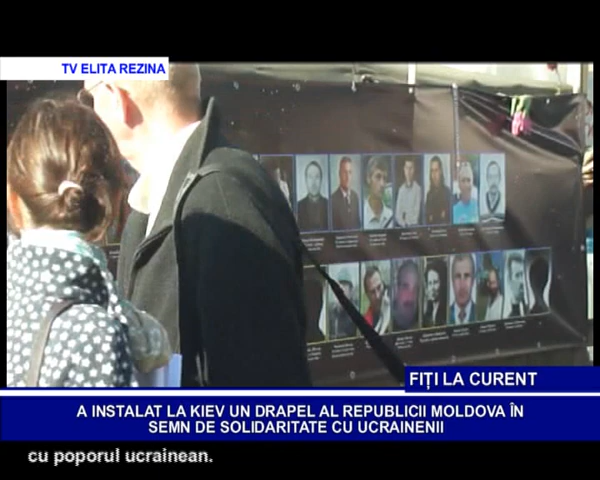 TV ELITA REZINA
FIȚI LA CURENT
A INSTALAT LA KIEV UN DRAPEL AL REPUBLICII MOLDOVA ÎN
SEMN DE SOLIDARITATE CU UCRAINENII
cu poporul ucrainean.